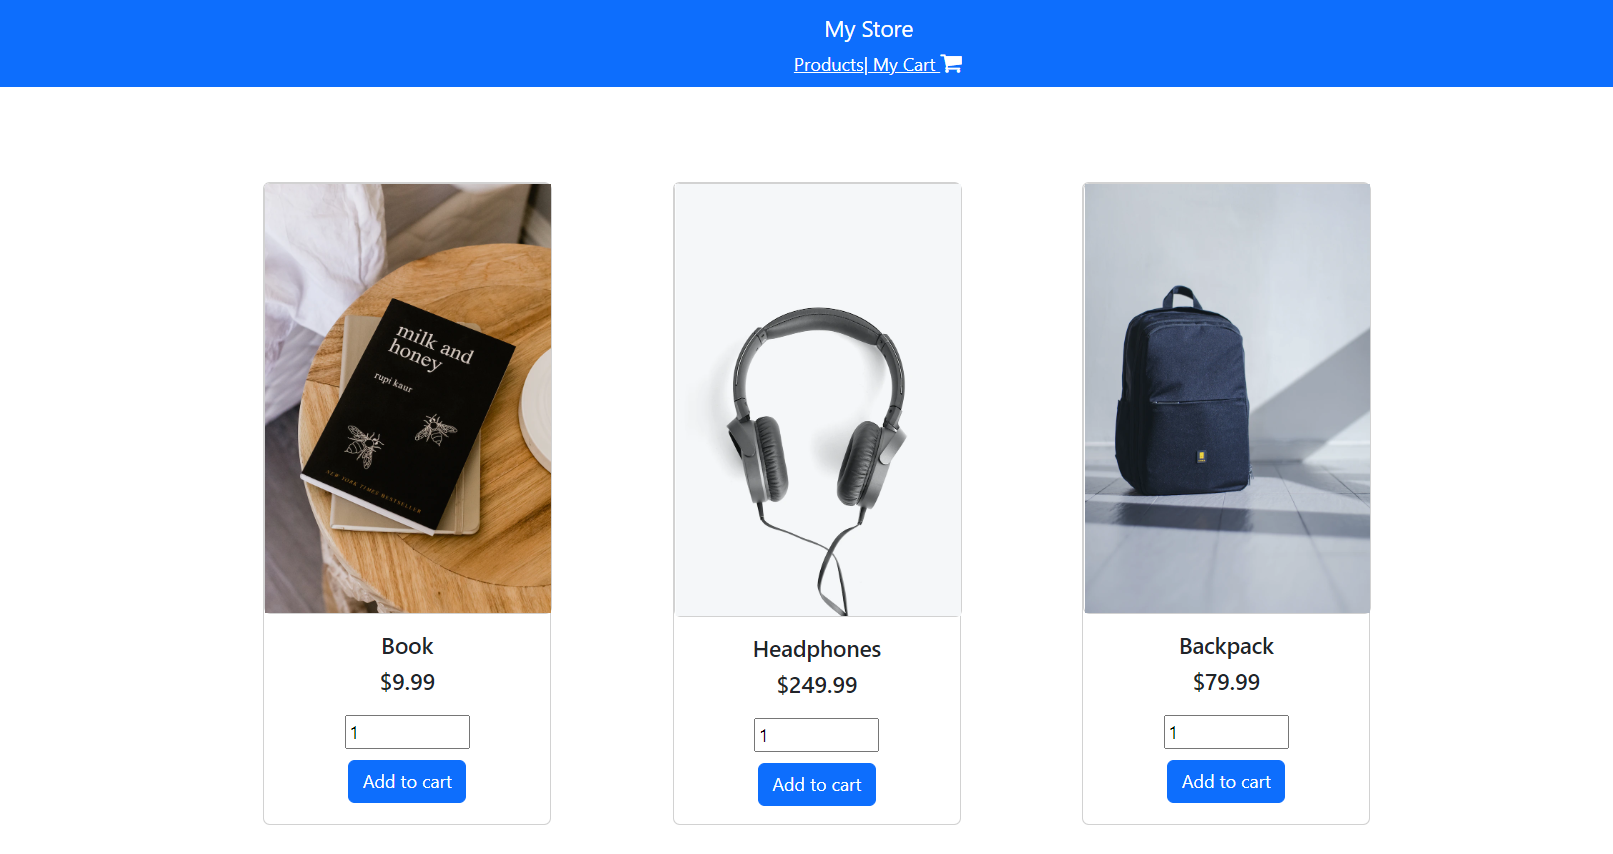 My Store
Products| My Cart
milk and
honey
rupi kaur
NEW YORK TIMES BESTSELLER
Book
$9.99
1
Add to cart
Headphones
$249.99
1
Add to cart
Backpack
$79.99
1
Add to cart